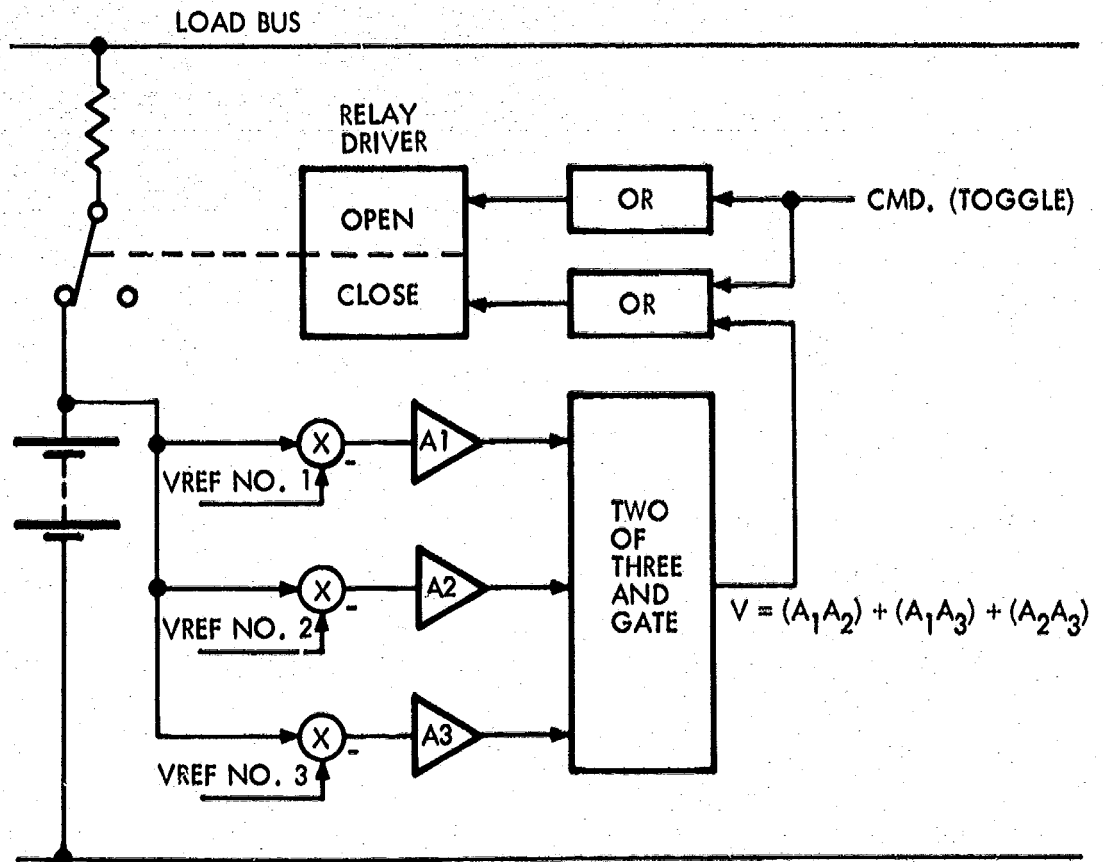 LOAD BUS
RELAY
DRIVER
OPEN
CLOSE
OR
OR
CMD. (TOGGLE)
A1
-
VREF NO. 1
A2
-
VREF NO. 2
A3
-
VREF NO. 3
X
X
X
TWO
OF
THREE
AND
GATE
V = (A1A2) + (A1A3) + (A2A3)